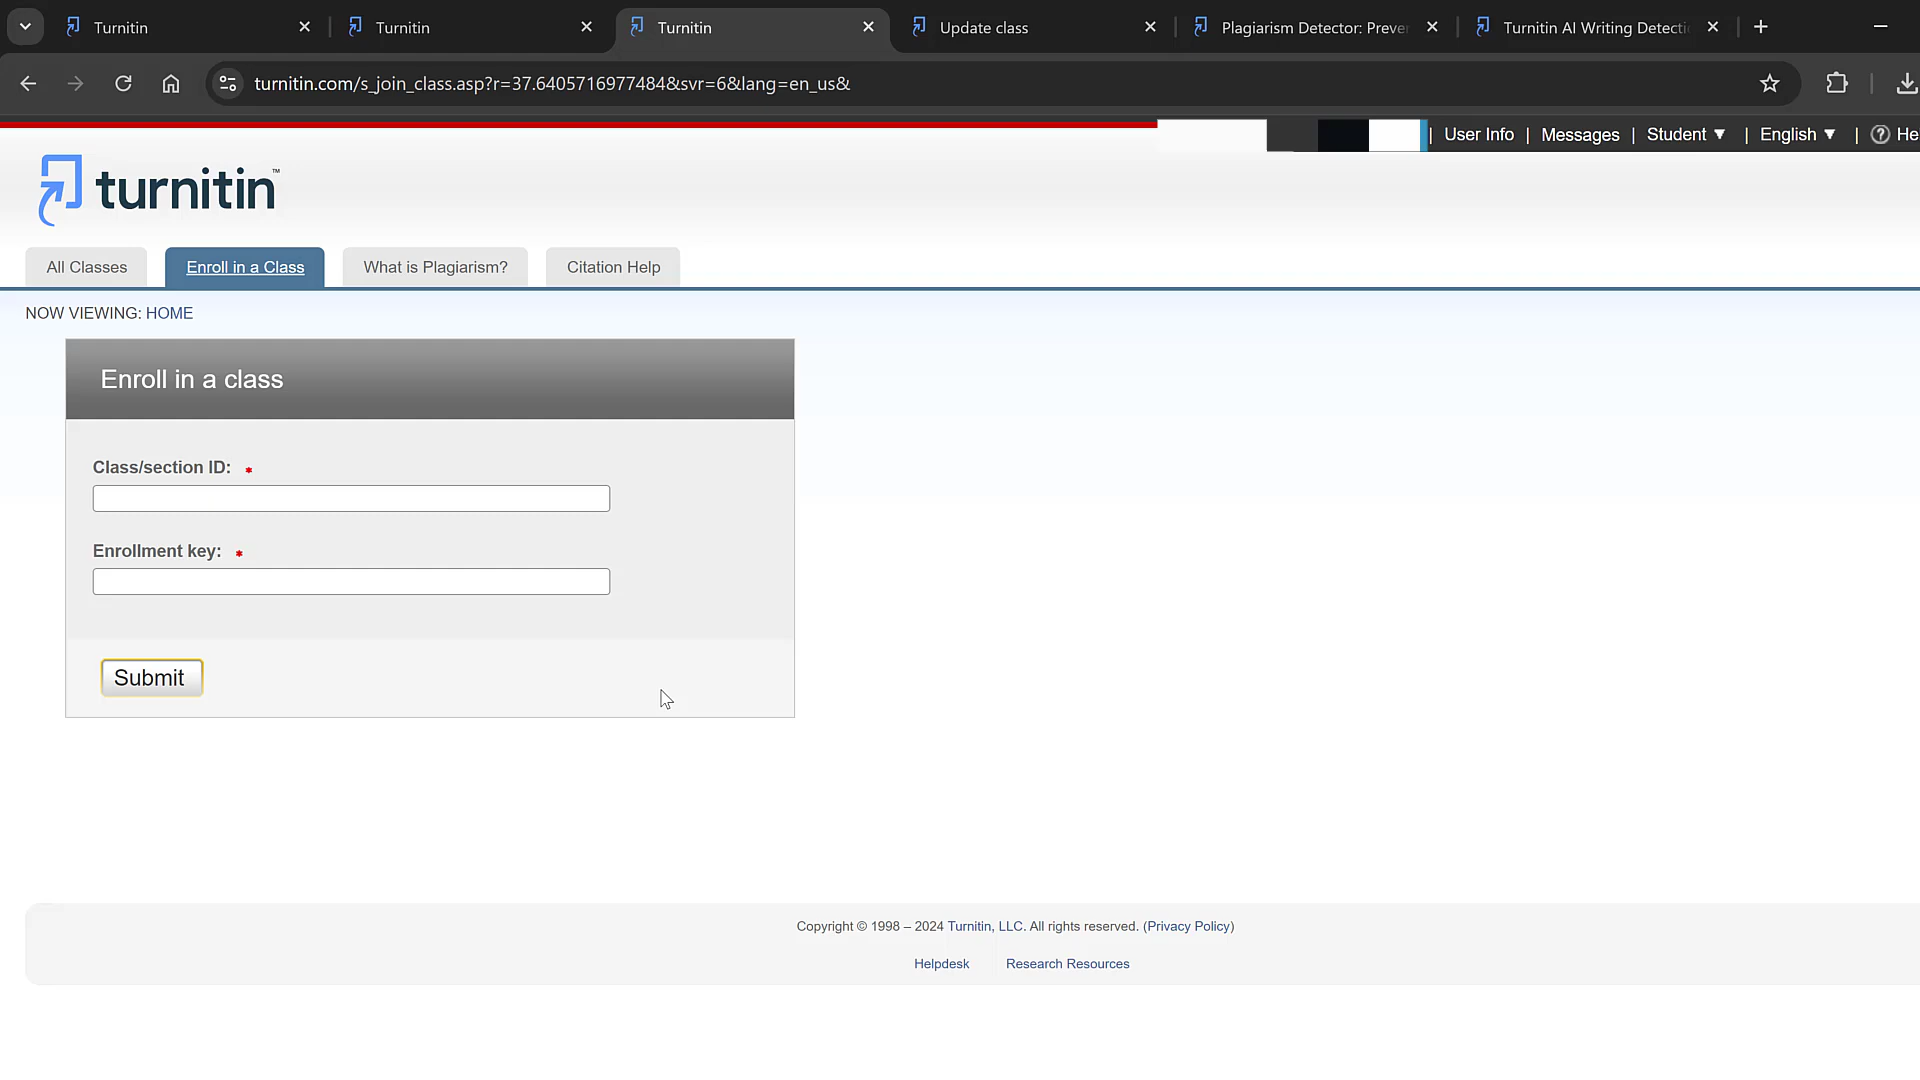 Turnitin
Turnitin
Turnitin
Update class
Plagiarism Detector: Preve
Turnitin AI Writing Detecti
turnitin.com/s_join_class.asp?r=37.6405716977484&svr=6&lang=en_us&
| User Info | Messages | Student ▼ | English ▼ | ? He
turnitin™
All Classes
Enroll in a Class
What is Plagiarism?
Citation Help
NOW VIEWING: HOME
Enroll in a class
Class/section ID: *
Enrollment key: *
Submit
Copyright © 1998 – 2024 Turnitin, LLC. All rights reserved. (Privacy Policy)
Helpdesk
Research Resources